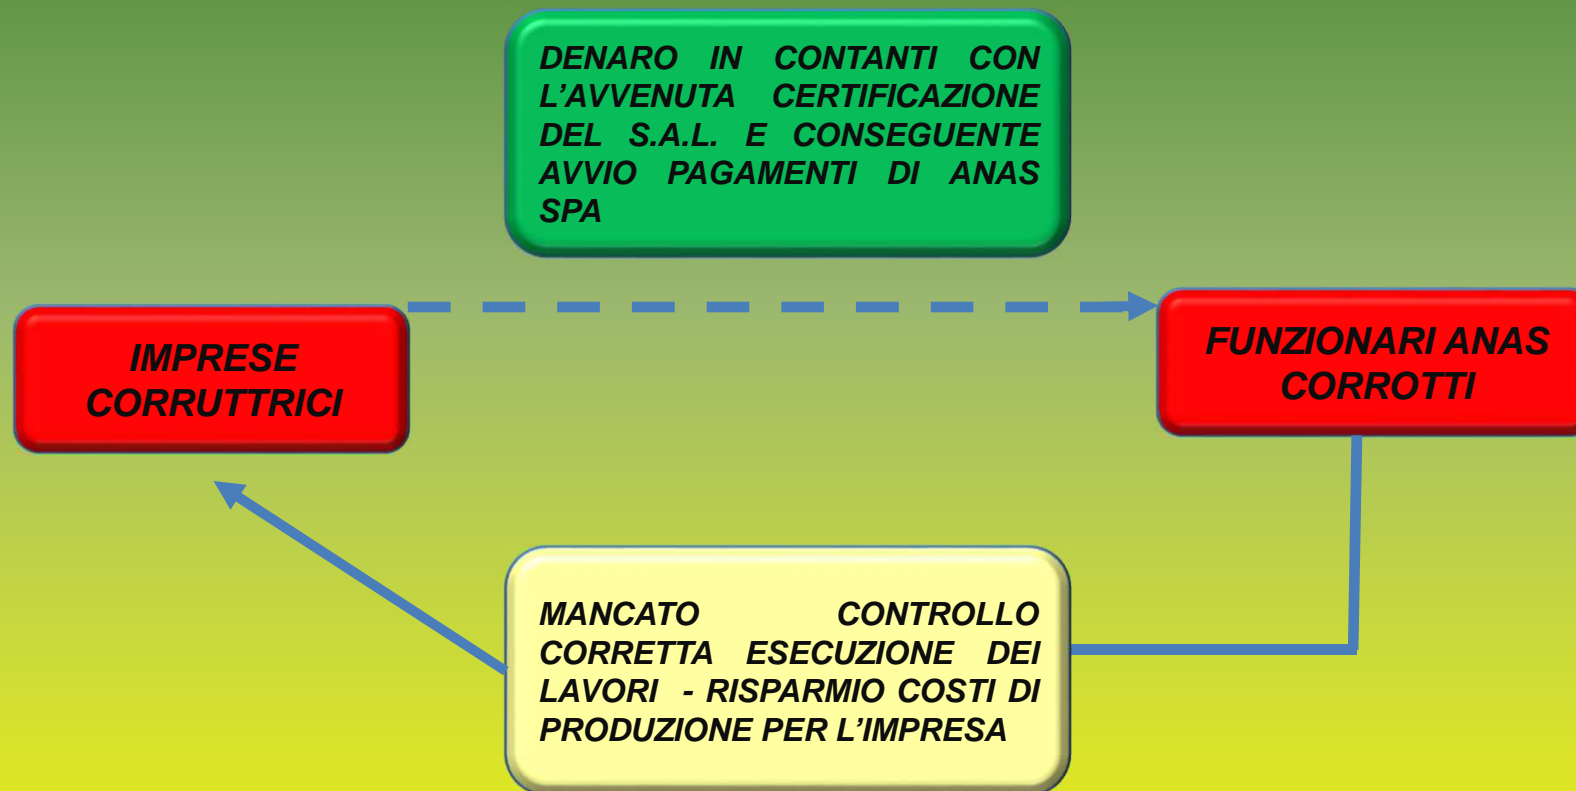 DENARO IN CONTANTI CON
L'AVVENUTA CERTIFICAZIONE
DEL S.A.L. E CONSEGUENTE
AVVIO PAGAMENTI DI ANAS
SPA
IMPRESE
CORRUTTRICI
FUNZIONARI ANAS
CORROTTI
MANCATO CONTROLLO
CORRETTA ESECUZIONE DEI
LAVORI - RISPARMIO COSTI DI
PRODUZIONE PER L'IMPRESA